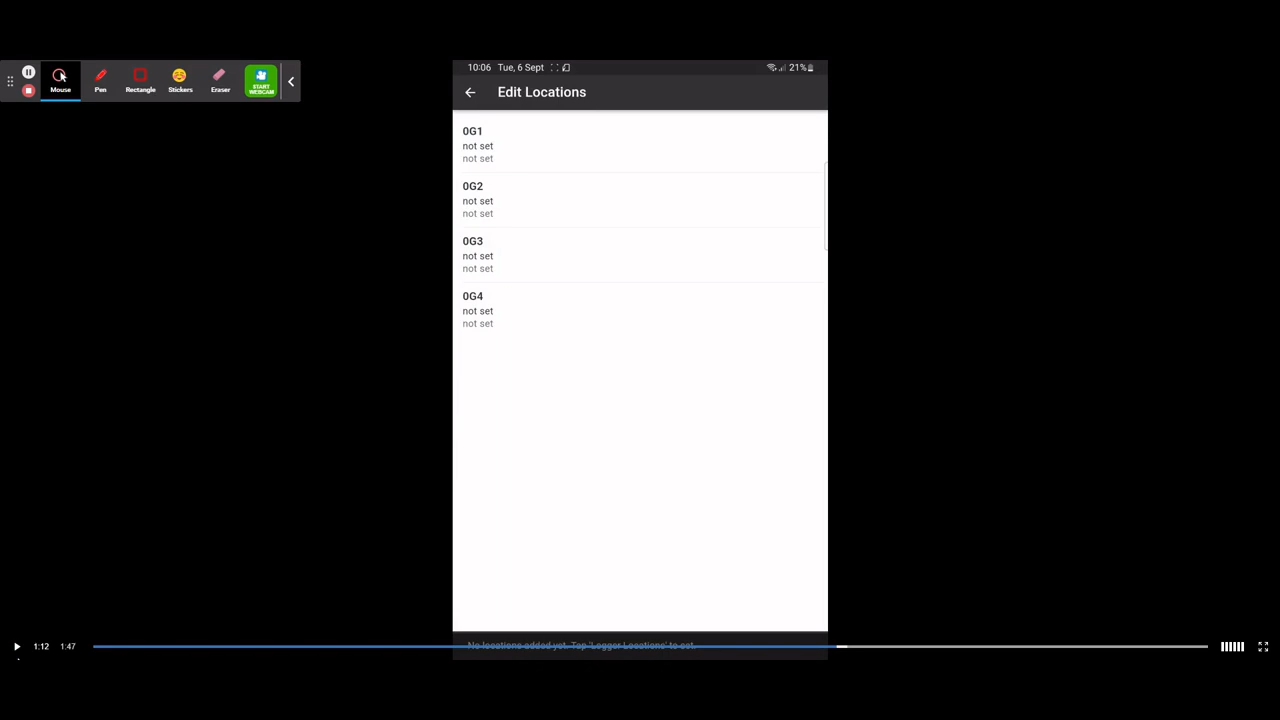 10:06 Tue, 6 Sept 21%
Mouse
Pen
Rectangle
Stickers
Eraser
START
WEBCAM
Edit Locations
0G1
not set
not set
0G2
not set
not set
0G3
not set
not set
0G4
not set
not set
No locations added yet. Tap 'Logger Locations' to set.
1:12 1:47